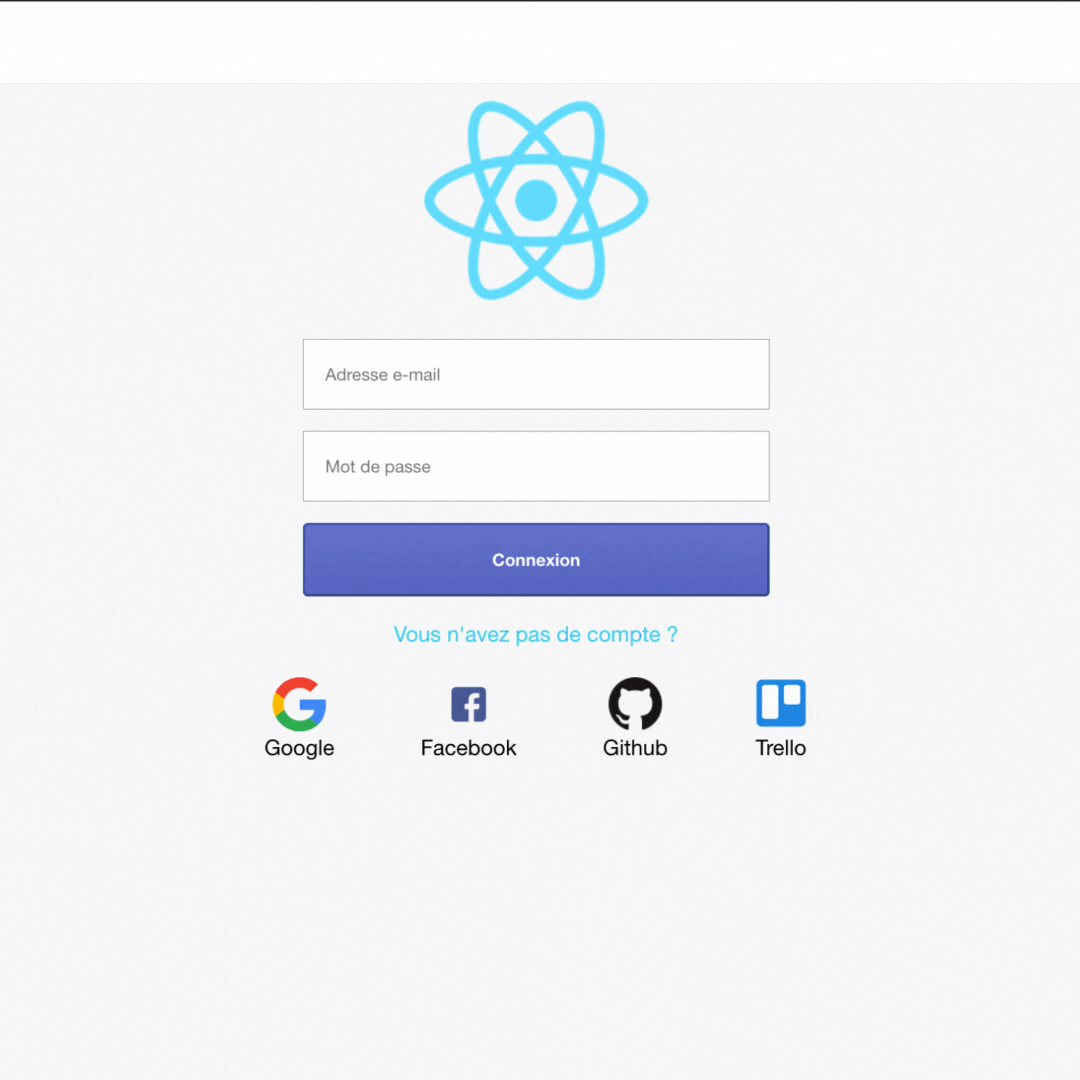 Adresse e-mail
Mot de passe
Connexion
Vous n'avez pas de compte ?
Google
Facebook
Github
Trello